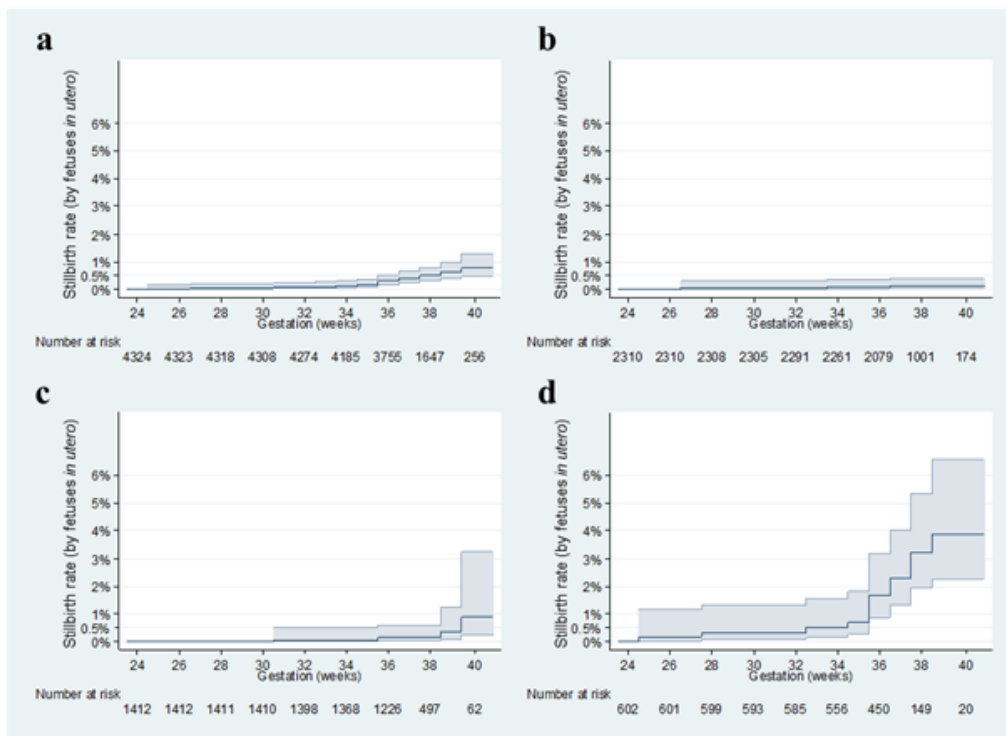 a
Stillbirth rate (by fetuses in utero)
6%
5%
4%
3%
2%
1%
0.5%
0%
24 26 28 30 32 34 36 38 40
Gestation (weeks)
Number at risk
4324 4323 4318 4308 4274 4185 3755 1647 256
b
Stillbirth rate (by fetuses in utero)
6%
5%
4%
3%
2%
1%
0.5%
0%
24 26 28 30 32 34 36 38 40
Gestation (weeks)
Number at risk
2310 2310 2308 2305 2291 2261 2079 1001 174
c
Stillbirth rate (by fetuses in utero)
6%
5%
4%
3%
2%
1%
0.5%
0%
24 26 28 30 32 34 36 38 40
Gestation (weeks)
Number at risk
1412 1412 1411 1410 1398 1368 1226 497 62
d
Stillbirth rate (by fetuses in utero)
6%
5%
4%
3%
2%
1%
0.5%
0%
24 26 28 30 32 34 36 38 40
Gestation (weeks)
Number at risk
602 601 599 593 585 556 450 149 20